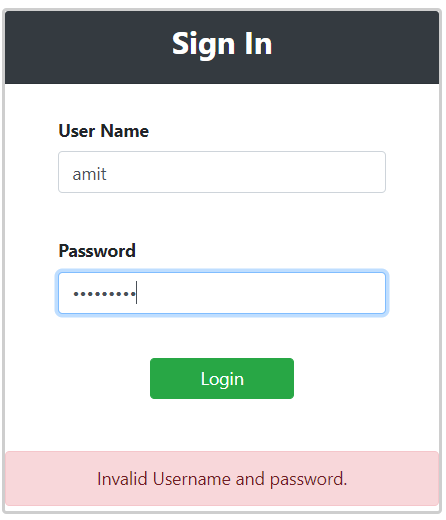 Sign In
User Name
amit
Password
•••••••••
Login
Invalid Username and password.